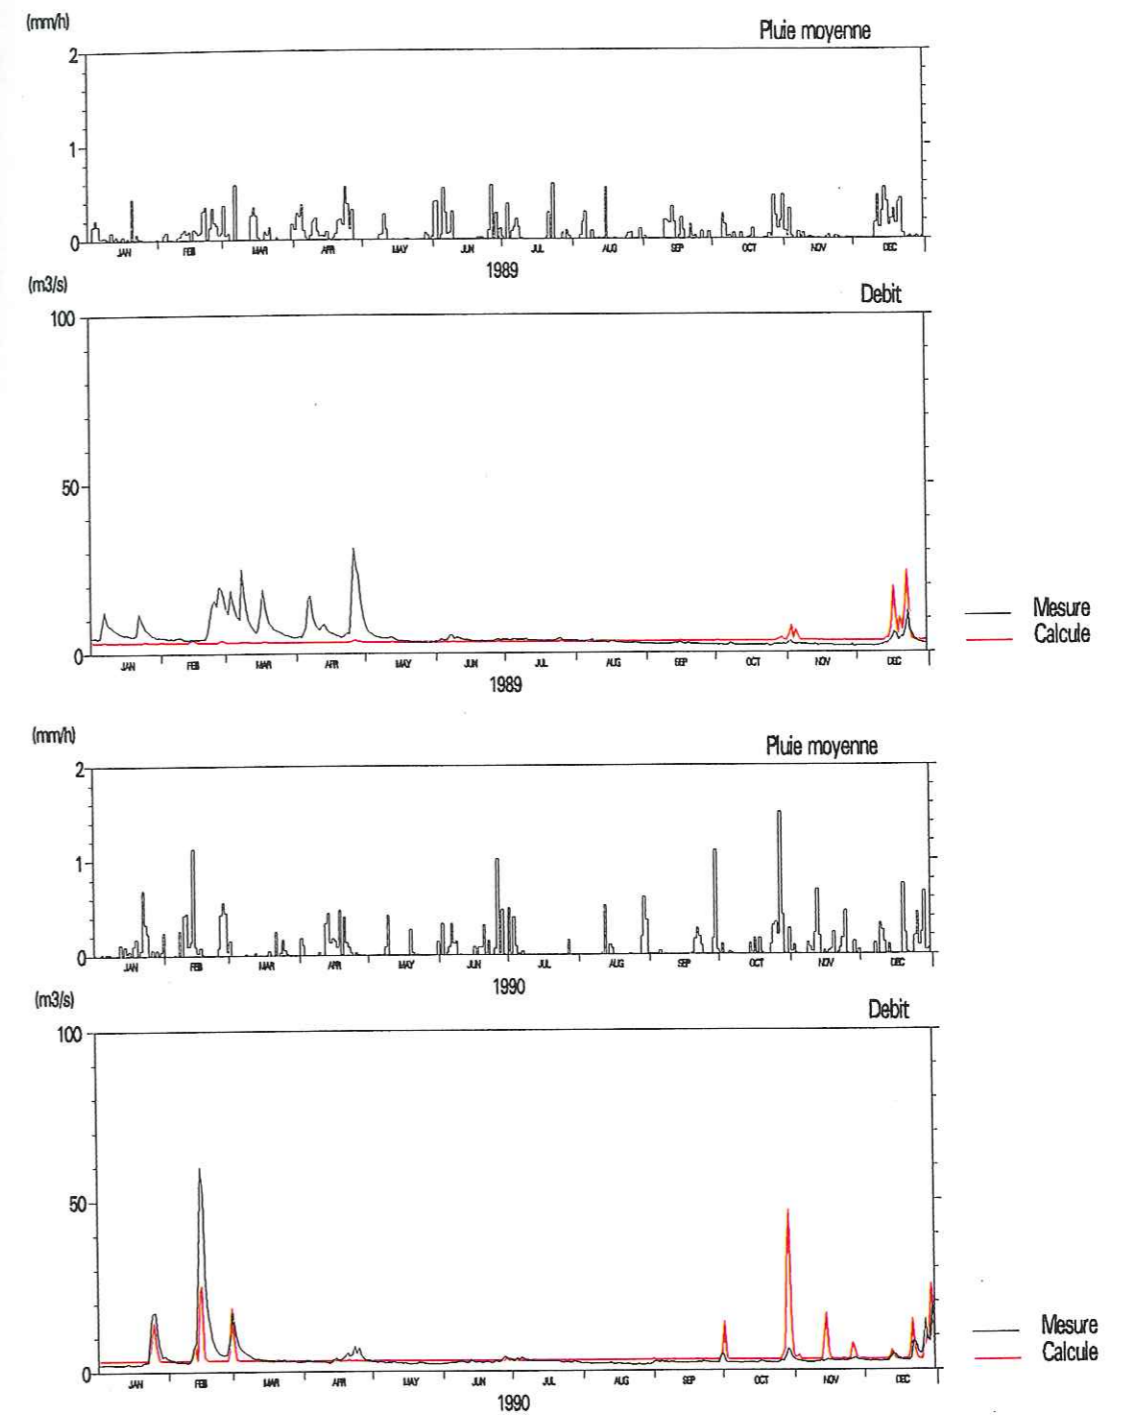 (mm/h)
Pluie moyenne
2
1
0
JAN FEB MAR APR MAY JUN JUL AUG SEP OCT NOV DEC
1989
(m3/s)
Debit
100
50
0
Mesure
Calcule
JAN FEB MAR APR MAY JUN JUL AUG SEP OCT NOV DEC
1989
(mm/h)
Pluie moyenne
2
1
0
JAN FEB MAR APR MAY JUN JUL AUG SEP OCT NOV DEC
1990
(m3/s)
Debit
100
50
0
Mesure
Calcule
JAN FEB MAR APR MAY JUN JUL AUG SEP OCT NOV DEC
1990